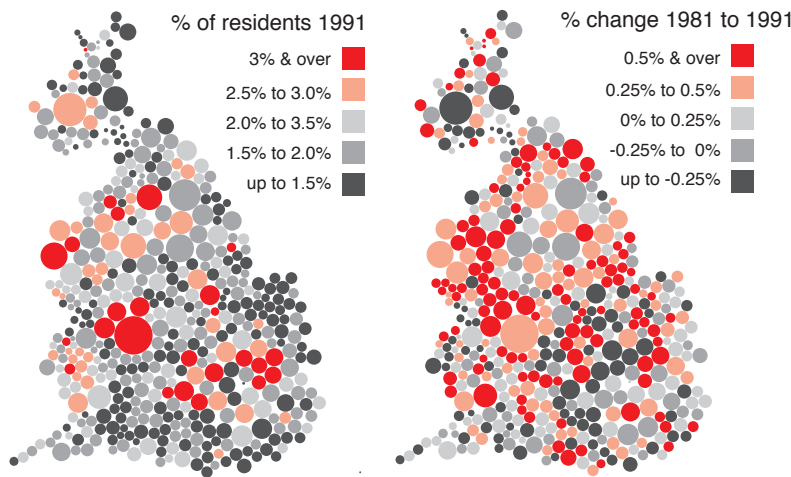 % of residents 1991
3% & over
2.5% to 3.0%
2.0% to 3.5%
1.5% to 2.0%
up to 1.5%
% change 1981 to 1991
0.5% & over
0.25% to 0.5%
0% to 0.25%
-0.25% to 0%
up to -0.25%